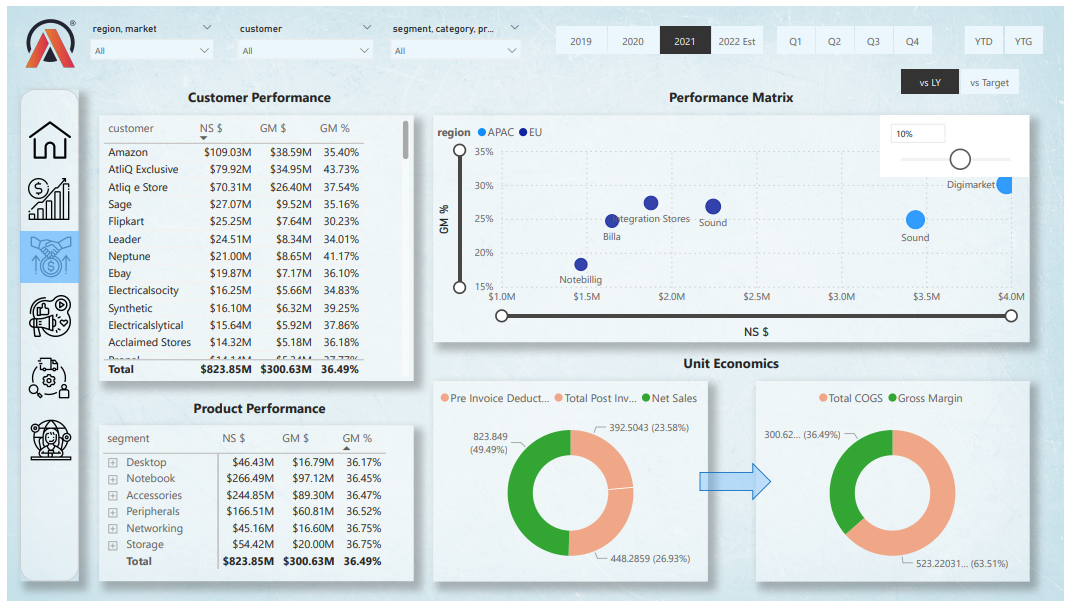 region, market
customer
segment, category, pr...
All
All
All
2019
2020
2021
2022 Est
Q1
Q2
Q3
Q4
YTD
YTG
vs LY
vs Target
Customer Performance
customer NS $ GM $ GM %
Amazon $109.03M $38.59M 35.40%
AtliQ Exclusive $79.92M $34.95M 43.73%
Atliq e Store $70.31M $26.40M 37.54%
Sage $27.07M $9.52M 35.16%
Flipkart $25.25M $7.64M 30.23%
Leader $24.51M $8.34M 34.01%
Neptune $21.00M $8.65M 41.17%
Ebay $19.87M $7.17M 36.10%
Electricalsocity $16.25M $5.66M 34.83%
Synthetic $16.10M $6.32M 39.25%
Electricalslytical $15.64M $5.92M 37.86%
Acclaimed Stores $14.32M $5.18M 36.18%
Total $823.85M $300.63M 36.49%
Performance Matrix
region APAC EU
10%
GM %
35%
30%
25%
20%
15%
Digimarket
Integration Stores
Sound
Billa
Sound
Notebillig
$1.0M $1.5M $2.0M $2.5M $3.0M $3.5M $4.0M
NS $
Product Performance
segment NS $ GM $ GM %
Desktop $46.43M $16.79M 36.17%
Notebook $266.49M $97.12M 36.45%
Accessories $244.85M $89.30M 36.47%
Peripherals $166.51M $60.81M 36.52%
Networking $45.16M $16.60M 36.75%
Storage $54.42M $20.00M 36.75%
Total $823.85M $300.63M 36.49%
Unit Economics
Pre Invoice Deduct... Total Post Inv... Net Sales
823.849
(49.49%)
392.5043 (23.58%)
448.2859 (26.93%)
Total COGS Gross Margin
300.62... (36.49%)
523.22031... (63.51%)